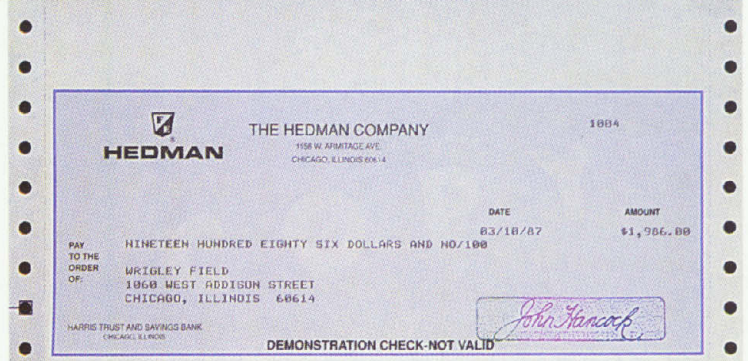 HEDMAN
THE HEDMAN COMPANY
1158 W. ARMITAGE AVE.
CHICAGO, ILLINOIS 60614
1004
DATE
AMOUNT
03/10/87
$1,986.00
PAY TO THE ORDER OF:
NINETEEN HUNDRED EIGHTY SIX DOLLARS AND NO/100
WRIGLEY FIELD
1060 WEST ADDISON STREET
CHICAGO, ILLINOIS 60614
John Hancock
HARRIS TRUST AND SAVINGS BANK
CHICAGO, ILLINOIS
DEMONSTRATION CHECK-NOT VALID